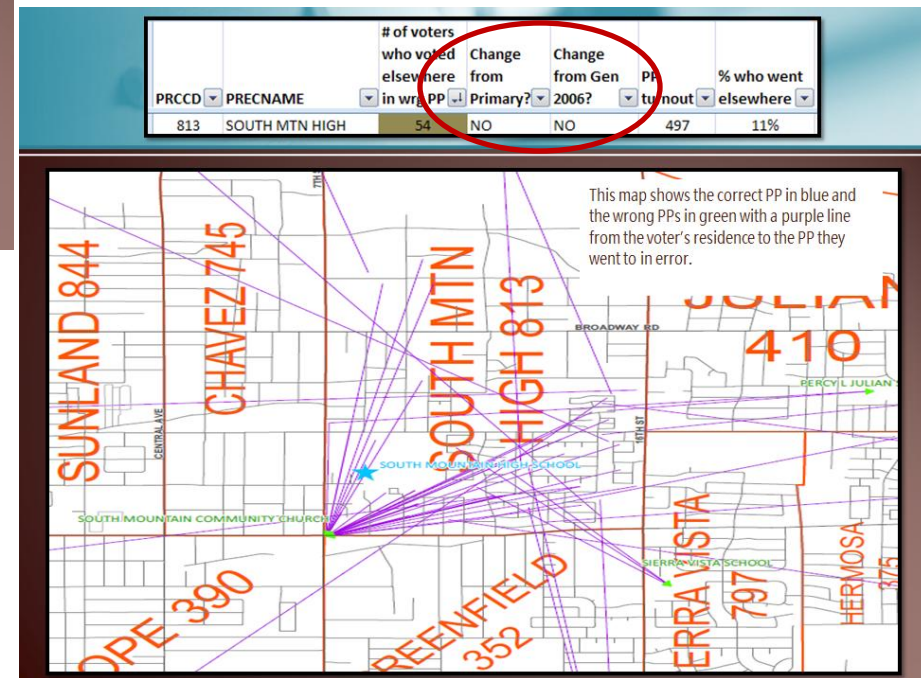 # of voters
who voted Change Change
elsewhere from from Gen PP % who went
PRCCD PRECNAME in wrg PP Primary? 2006? turnout elsewhere
813 SOUTH MTN HIGH 54 NO NO 497 11%
This map shows the correct PP in blue and
the wrong PPs in green with a purple line
from the voter's residence to the PP they
went to in error.
7TH
SUNLAND 844
CHAVEZ 745
SOUTH MTN
HIGH 813
JULIAN
410
BROADWAY RD
PERCY L JULIAN
CENTRAL AVE
16TH ST
SOUTH MOUNTAIN HIGH SCHOOL
SOUTH MOUNTAIN COMMUNITY CHURCH
SIERRA VISTA SCHOOL
OPE 390
REENFIELD
352
ERRA VISTA
797
HERMOSA
375